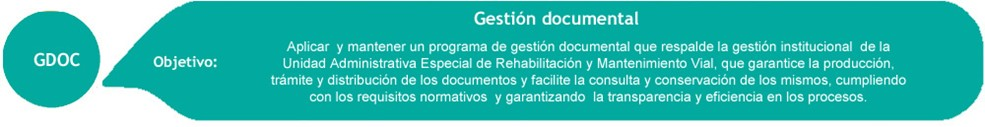 Gestión documental
GDOC
Objetivo:
Aplicar y mantener un programa de gestión documental que respalde la gestión institucional de la
Unidad Administrativa Especial de Rehabilitación y Mantenimiento Vial, que garantice la producción,
trámite y distribución de los documentos y facilite la consulta y conservación de los mismos, cumpliendo
con los requisitos normativos y garantizando la transparencia y eficiencia en los procesos.